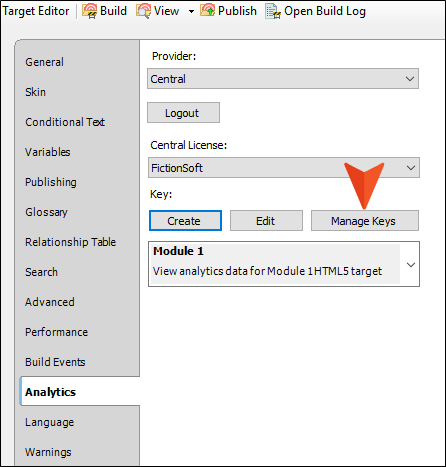 Target Editor Build View Publish Open Build Log
General
Skin
Conditional Text
Variables
Publishing
Glossary
Relationship Table
Search
Advanced
Performance
Build Events
Analytics
Language
Warnings
Provider:
Central
Logout
Central License:
FictionSoft
Key:
Create Edit Manage Keys
Module 1
View analytics data for Module 1HTML5 target